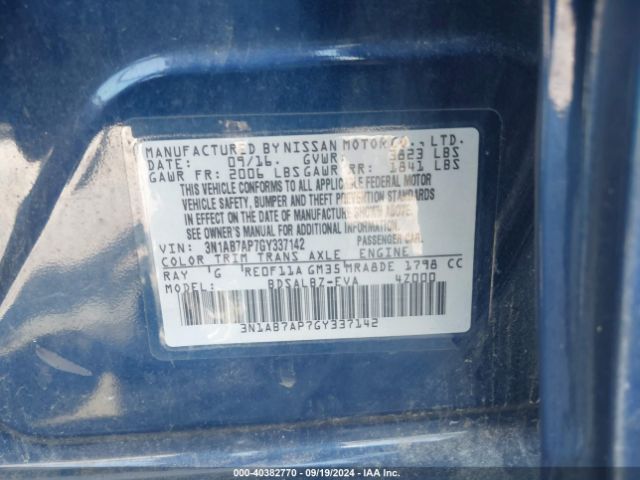 MANUFACTURED BY NISSAN MOTOR CO., LTD.
DATE: 09/16. GVWR: 3823 LBS
GAWR FR: 2006 LBS GAWR RR: 1841 LBS
THIS VEHICLE CONFORMS TO ALL APPLICABLE FEDERAL MOTOR
VEHICLE SAFETY, BUMPER AND THEFT PREVENTION STANDARDS
IN EFFECT ON THE DATE OF MANUFACTURE SHOWN ABOVE.
SEE OWNER'S MANUAL FOR ADDITIONAL INFORMATION.
VIN: 3N1AB7AP7GY337142 PASSENGER CAR
COLOR TRIM TRANS AXLE ENGINE
RAY G RE0F11A GM35 MRA8DE 1798 CC
MODEL: BDSALBZ-EVA 4Z000
3N1AB7AP7GY337142
000-40382770 - 09/19/2024 - IAA Inc.